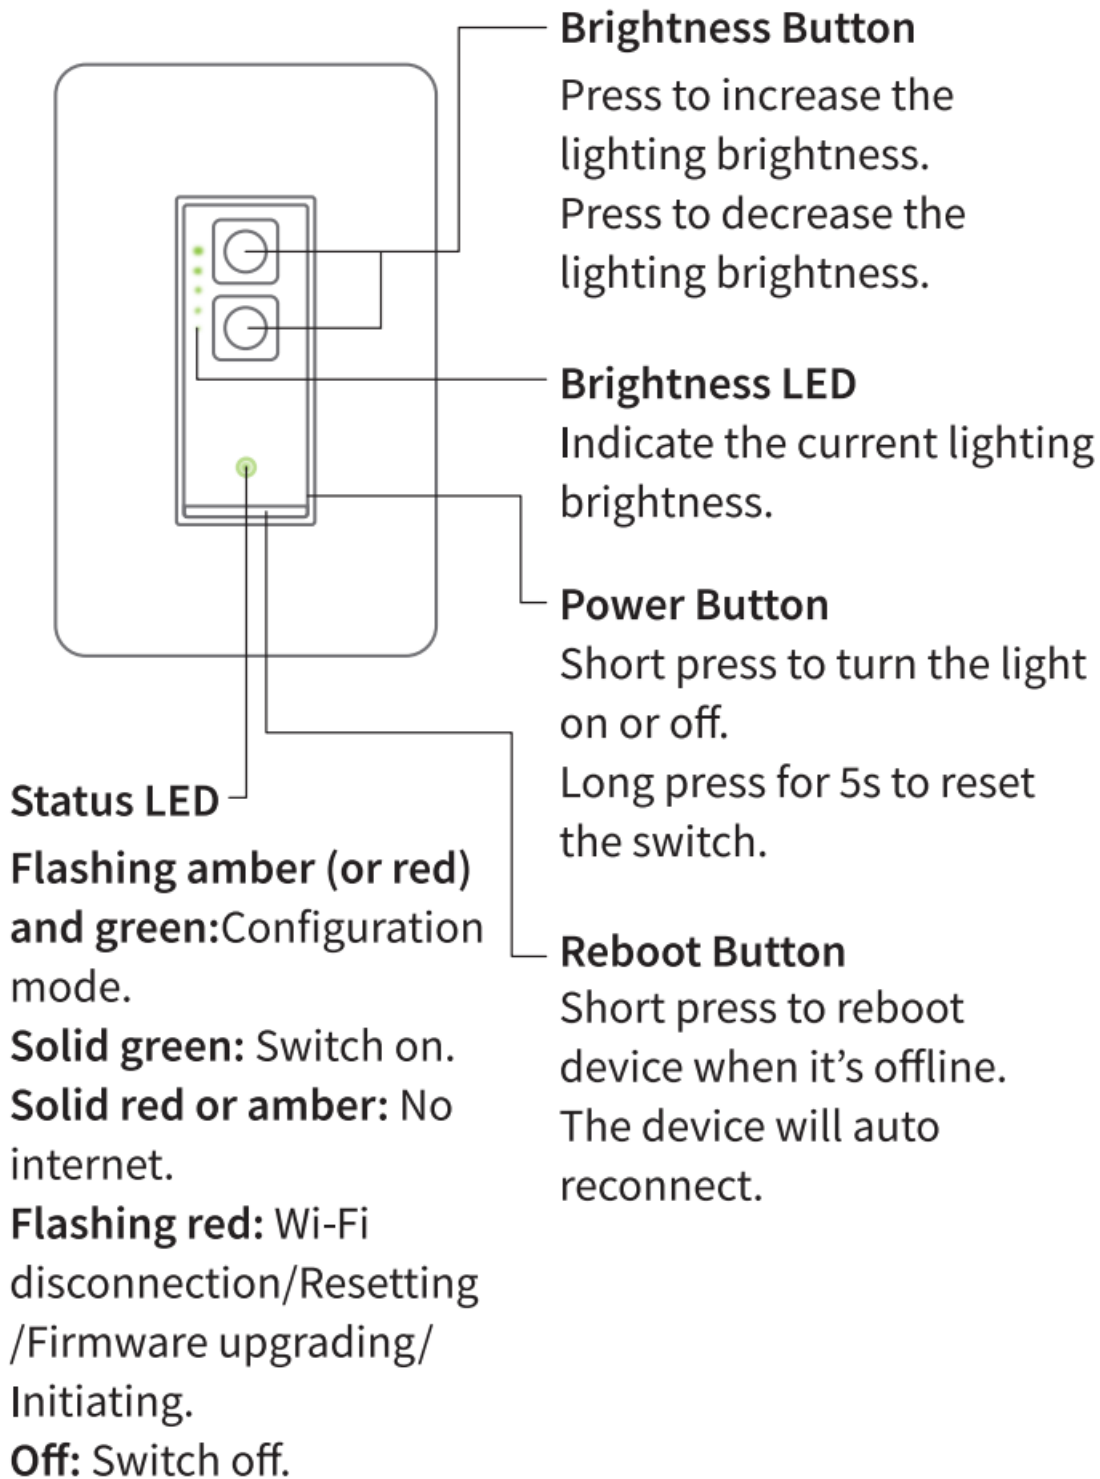 Brightness Button
Press to increase the
lighting brightness.
Press to decrease the
lighting brightness.
Brightness LED
Indicate the current lighting
brightness.
Power Button
Short press to turn the light
on or off.
Long press for 5s to reset
the switch.
Reboot Button
Short press to reboot
device when it’s offline.
The device will auto
reconnect.
Status LED
Flashing amber (or red)
and green:Configuration
mode.
Solid green: Switch on.
Solid red or amber: No
internet.
Flashing red: Wi-Fi
disconnection/Resetting
/Firmware upgrading/
Initiating.
Off: Switch off.